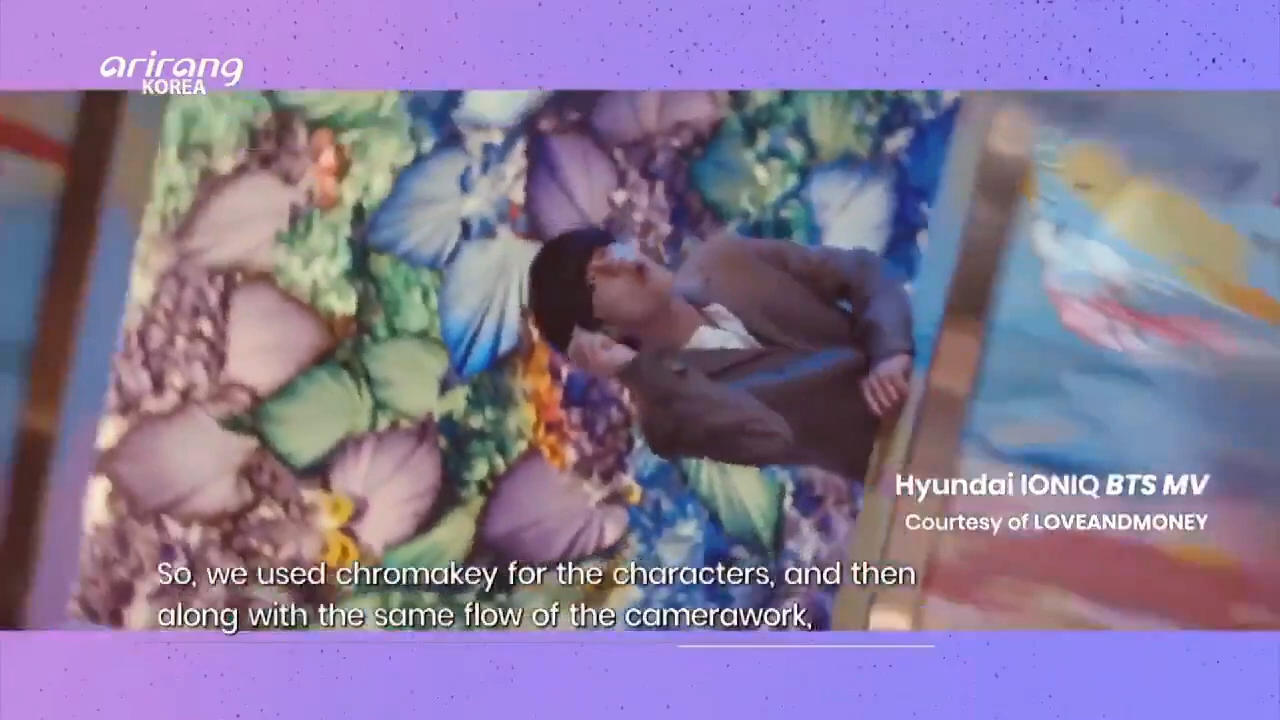 arirang
KOREA
Hyundai IONIQ BTS MV
Courtesy of LOVEANDMONEY
So, we used chromakey for the characters, and then
along with the same flow of the camerawork,